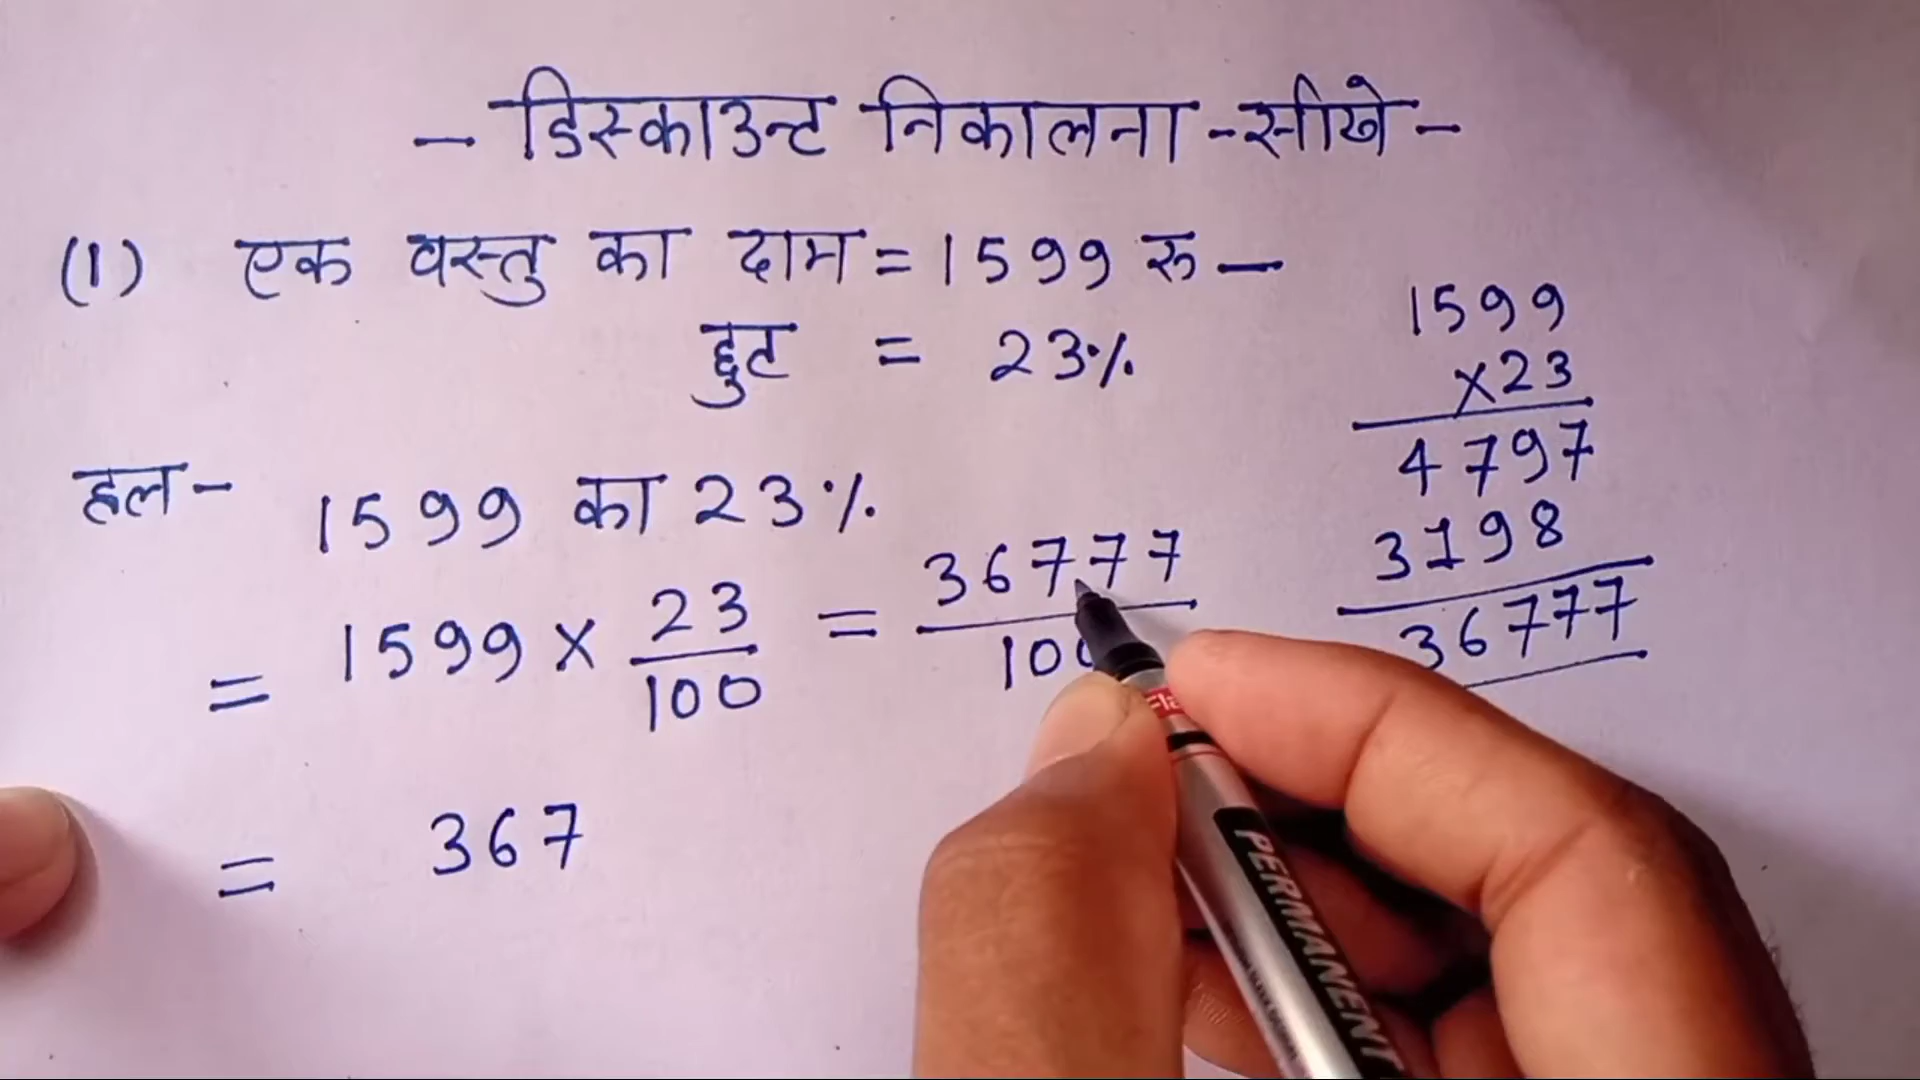 - डिस्काउन्ट निकालना - सीखे -
(1) एक वस्तु का दाम = 1599 रु —
छुट = 23%
हल - 1599 का 23%
= 1599 × 23/100 = 36777/100
= 367
1599
×23
4797
3198
36777
PERMANENT